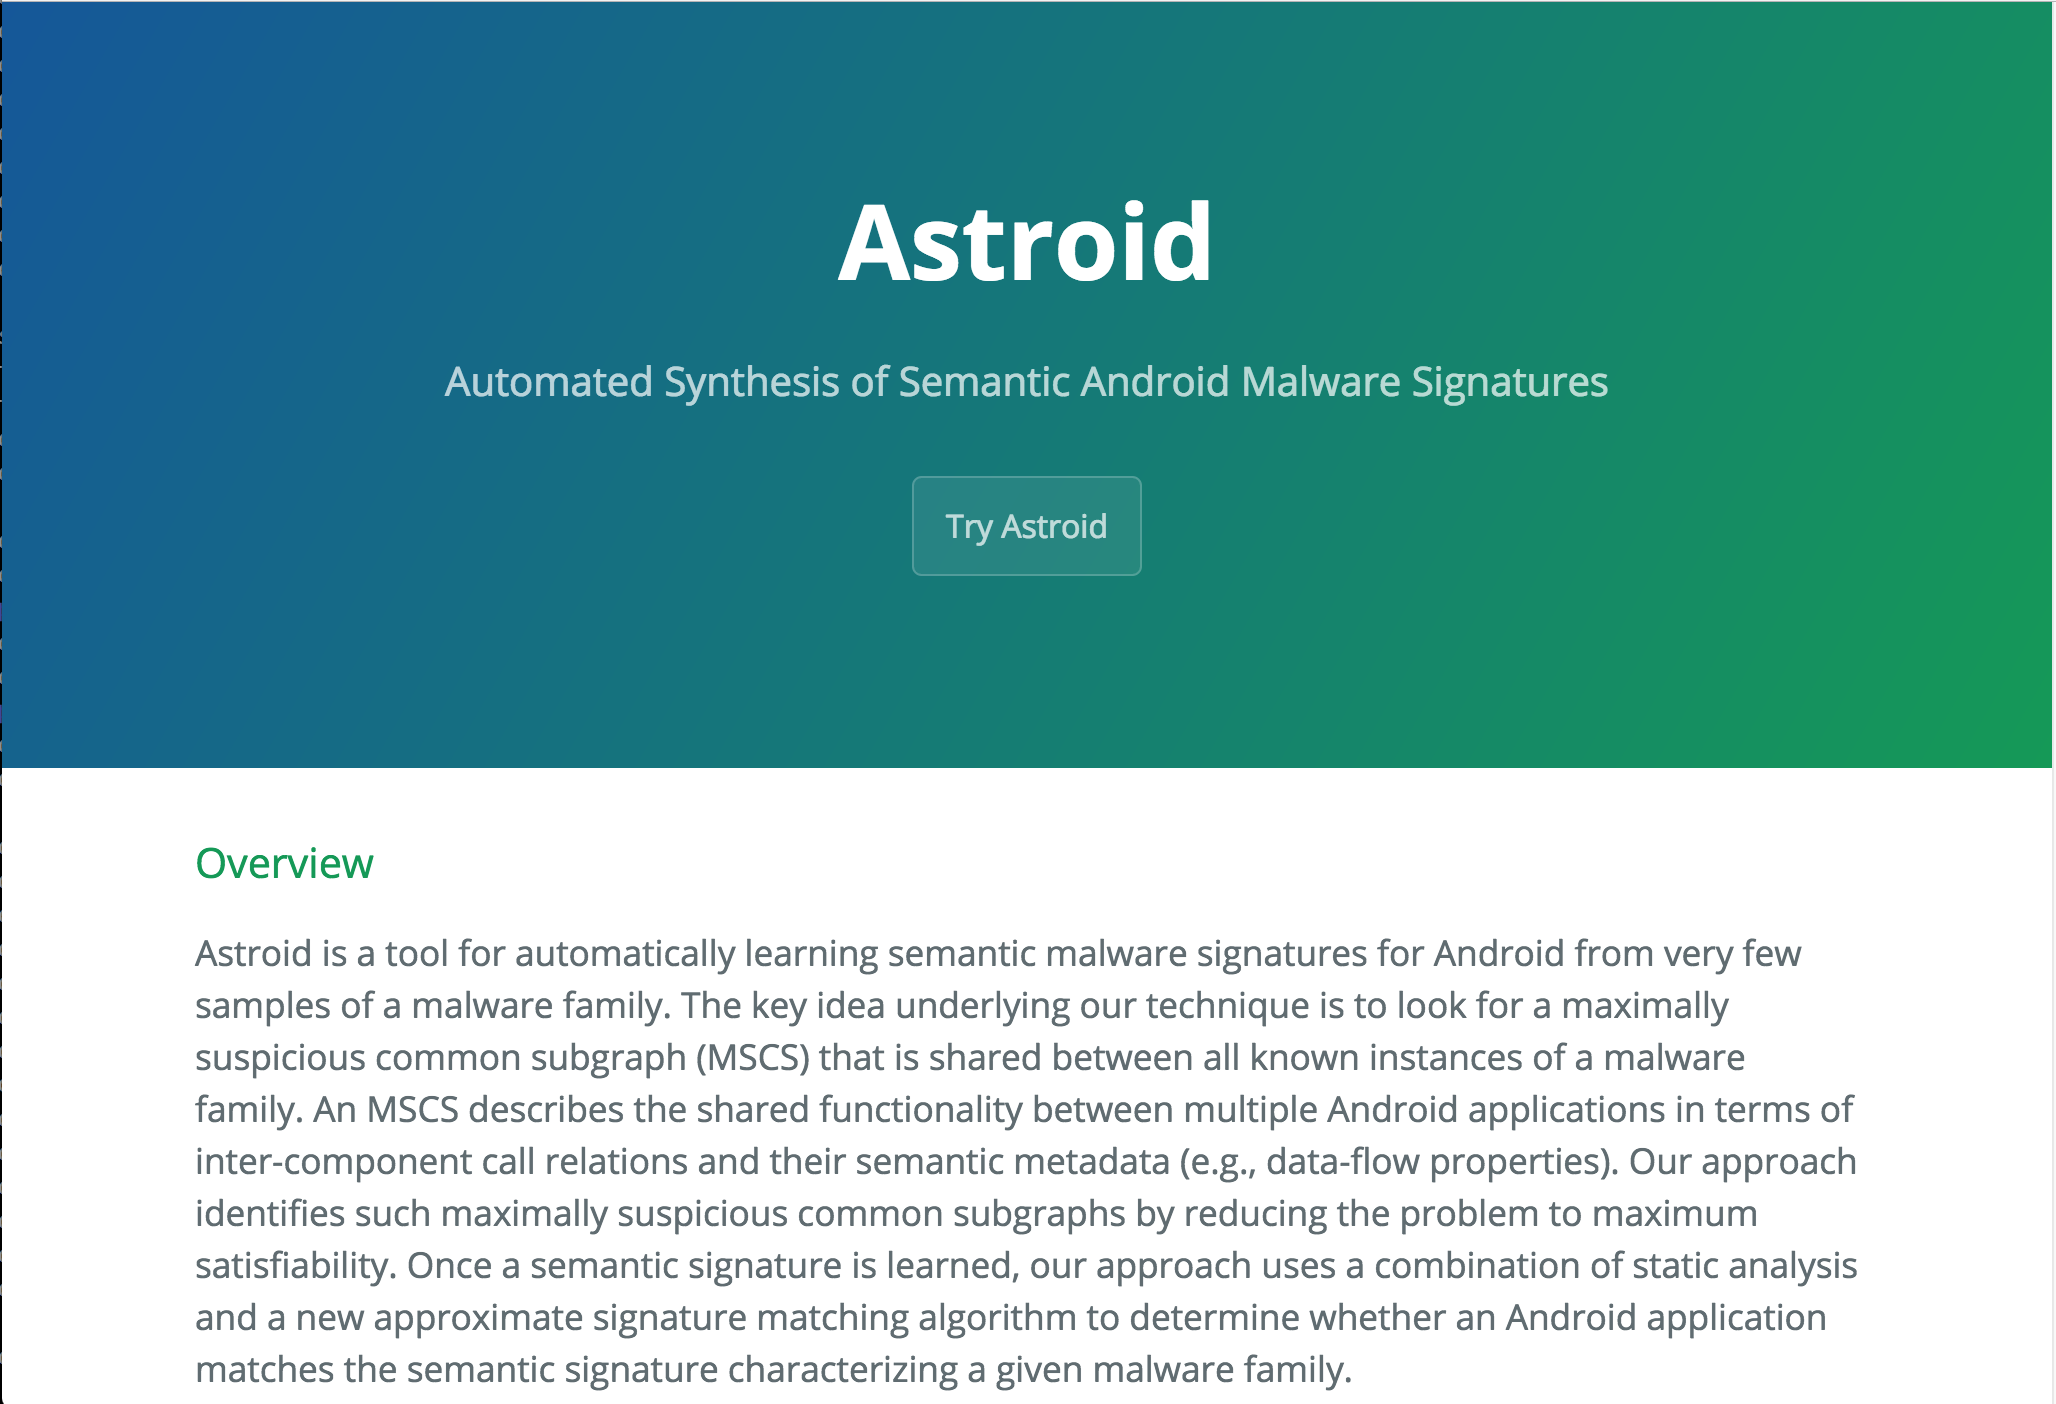 Astroid
Automated Synthesis of Semantic Android Malware Signatures
Try Astroid
Overview
Astroid is a tool for automatically learning semantic malware signatures for Android from very few
samples of a malware family. The key idea underlying our technique is to look for a maximally
suspicious common subgraph (MSCS) that is shared between all known instances of a malware
family. An MSCS describes the shared functionality between multiple Android applications in terms of
inter-component call relations and their semantic metadata (e.g., data-flow properties). Our approach
identifies such maximally suspicious common subgraphs by reducing the problem to maximum
satisfiability. Once a semantic signature is learned, our approach uses a combination of static analysis
and a new approximate signature matching algorithm to determine whether an Android application
matches the semantic signature characterizing a given malware family.